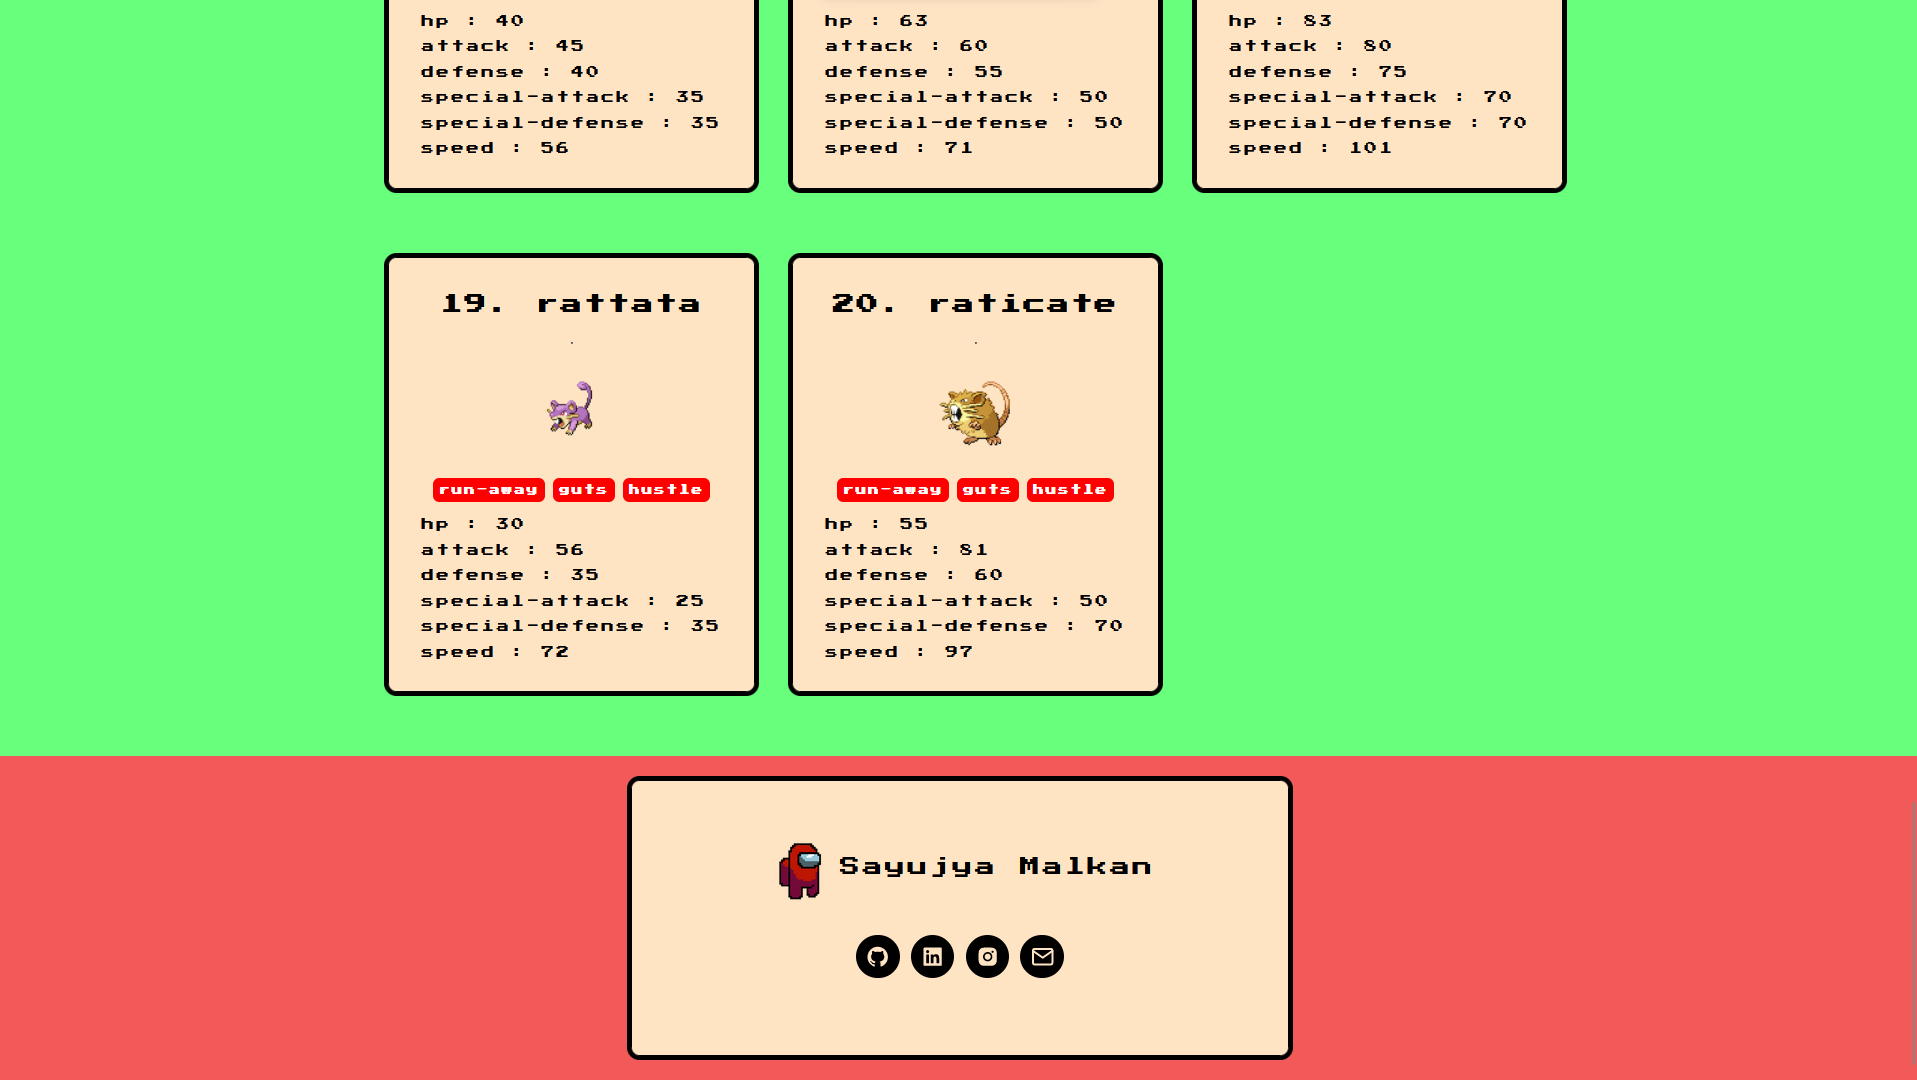 hp : 40
attack : 45
defense : 40
special-attack : 35
special-defense : 35
speed : 56
hp : 63
attack : 60
defense : 55
special-attack : 50
special-defense : 50
speed : 71
hp : 83
attack : 80
defense : 75
special-attack : 70
special-defense : 70
speed : 101
19. rattata
run-away guts hustle
hp : 30
attack : 56
defense : 35
special-attack : 25
special-defense : 35
speed : 72
20. raticate
run-away guts hustle
hp : 55
attack : 81
defense : 60
special-attack : 50
special-defense : 70
speed : 97
Sayujya Malkan